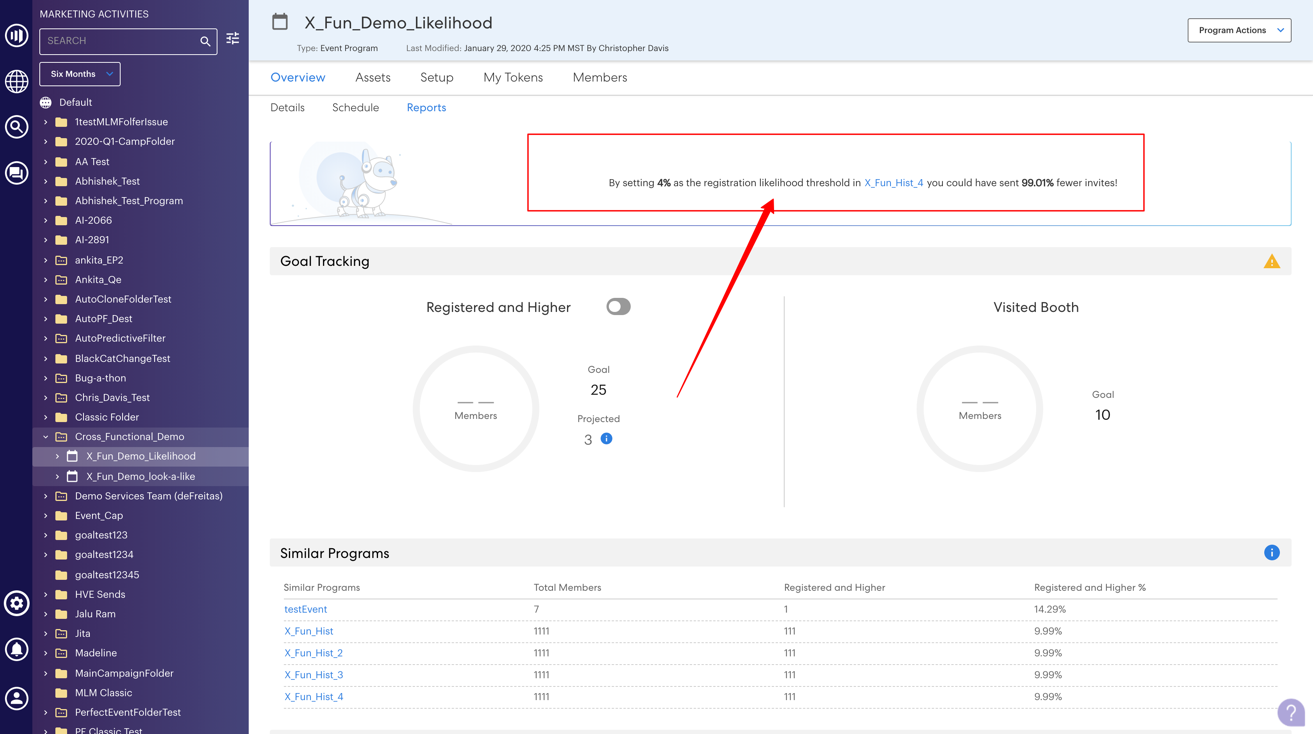 MARKETING ACTIVITIES
SEARCH
Six Months
Default
1testMLMFolferIssue
2020-Q1-CampFolder
AA Test
Abhishek_Test
Abhishek_Test_Program
AI-2066
AI-2891
ankita_EP2
Ankita_Qe
AutoCloneFolderTest
AutoPF_Dest
AutoPredictiveFilter
BlackCatChangeTest
Bug-a-thon
Chris_Davis_Test
Classic Folder
Cross_Functional_Demo
X_Fun_Demo_Likelihood
X_Fun_Demo_look-a-like
Demo Services Team (deFreitas)
Event_Cap
goaltest123
goaltest1234
goaltest12345
HVE Sends
Jalu Ram
Jita
Madeline
MainCampaignFolder
MLM Classic
PerfectEventFolderTest
PF Classic Test
X_Fun_Demo_Likelihood
Type: Event Program Last Modified: January 29, 2020 4:25 PM MST By Christopher Davis
Program Actions
Overview Assets Setup My Tokens Members
Details Schedule Reports
By setting 4% as the registration likelihood threshold in X_Fun_Hist_4 you could have sent 99.01% fewer invites!
Goal Tracking
Registered and Higher
Members
Goal
25
Projected
3
Visited Booth
Members
Goal
10
Similar Programs
Similar Programs Total Members Registered and Higher Registered and Higher %
testEvent 7 1 14.29%
X_Fun_Hist 1111 111 9.99%
X_Fun_Hist_2 1111 111 9.99%
X_Fun_Hist_3 1111 111 9.99%
X_Fun_Hist_4 1111 111 9.99%
?